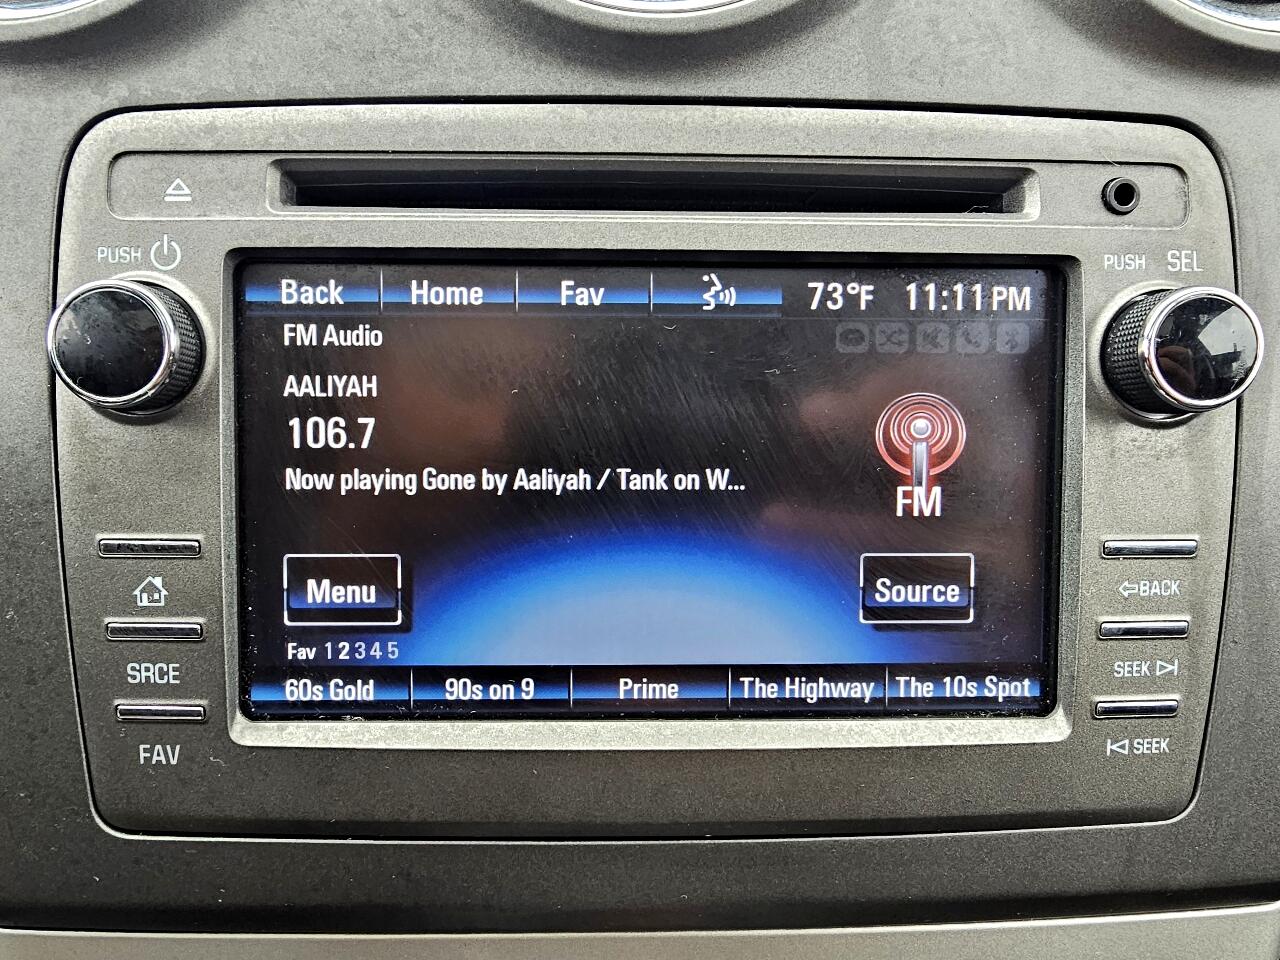 PUSH
PUSH SEL
Back Home Fav 73°F 11:11 PM
FM Audio
AALIYAH
106.7
Now playing Gone by Aaliyah / Tank on W...
FM
Menu Source
Fav 1 2 3 4 5
60s Gold 90s on 9 Prime The Highway The 10s Spot
SRCE
FAV
BACK
SEEK
SEEK